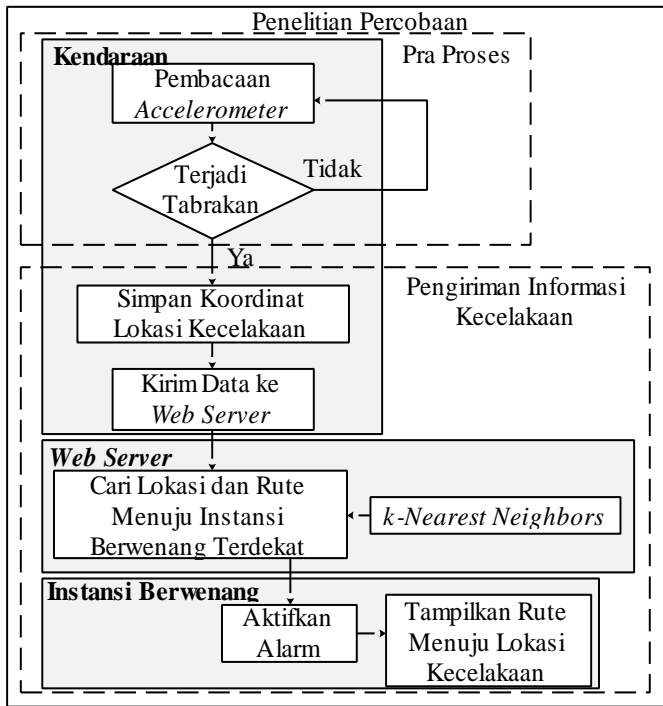 Penelitian Percobaan
Kendaraan
Pra Proses
Pembacaan
Accelerometer
Terjadi
Tabrakan
Tidak
Ya
Pengiriman Informasi
Kecelakaan
Simpan Koordinat
Lokasi Kecelakaan
Kirim Data ke
Web Server
Web Server
Cari Lokasi dan Rute
Menuju Instansi
Berwenang Terdekat
k-Nearest Neighbors
Instansi Berwenang
Aktifkan
Alarm
Tampilkan Rute
Menuju Lokasi
Kecelakaan